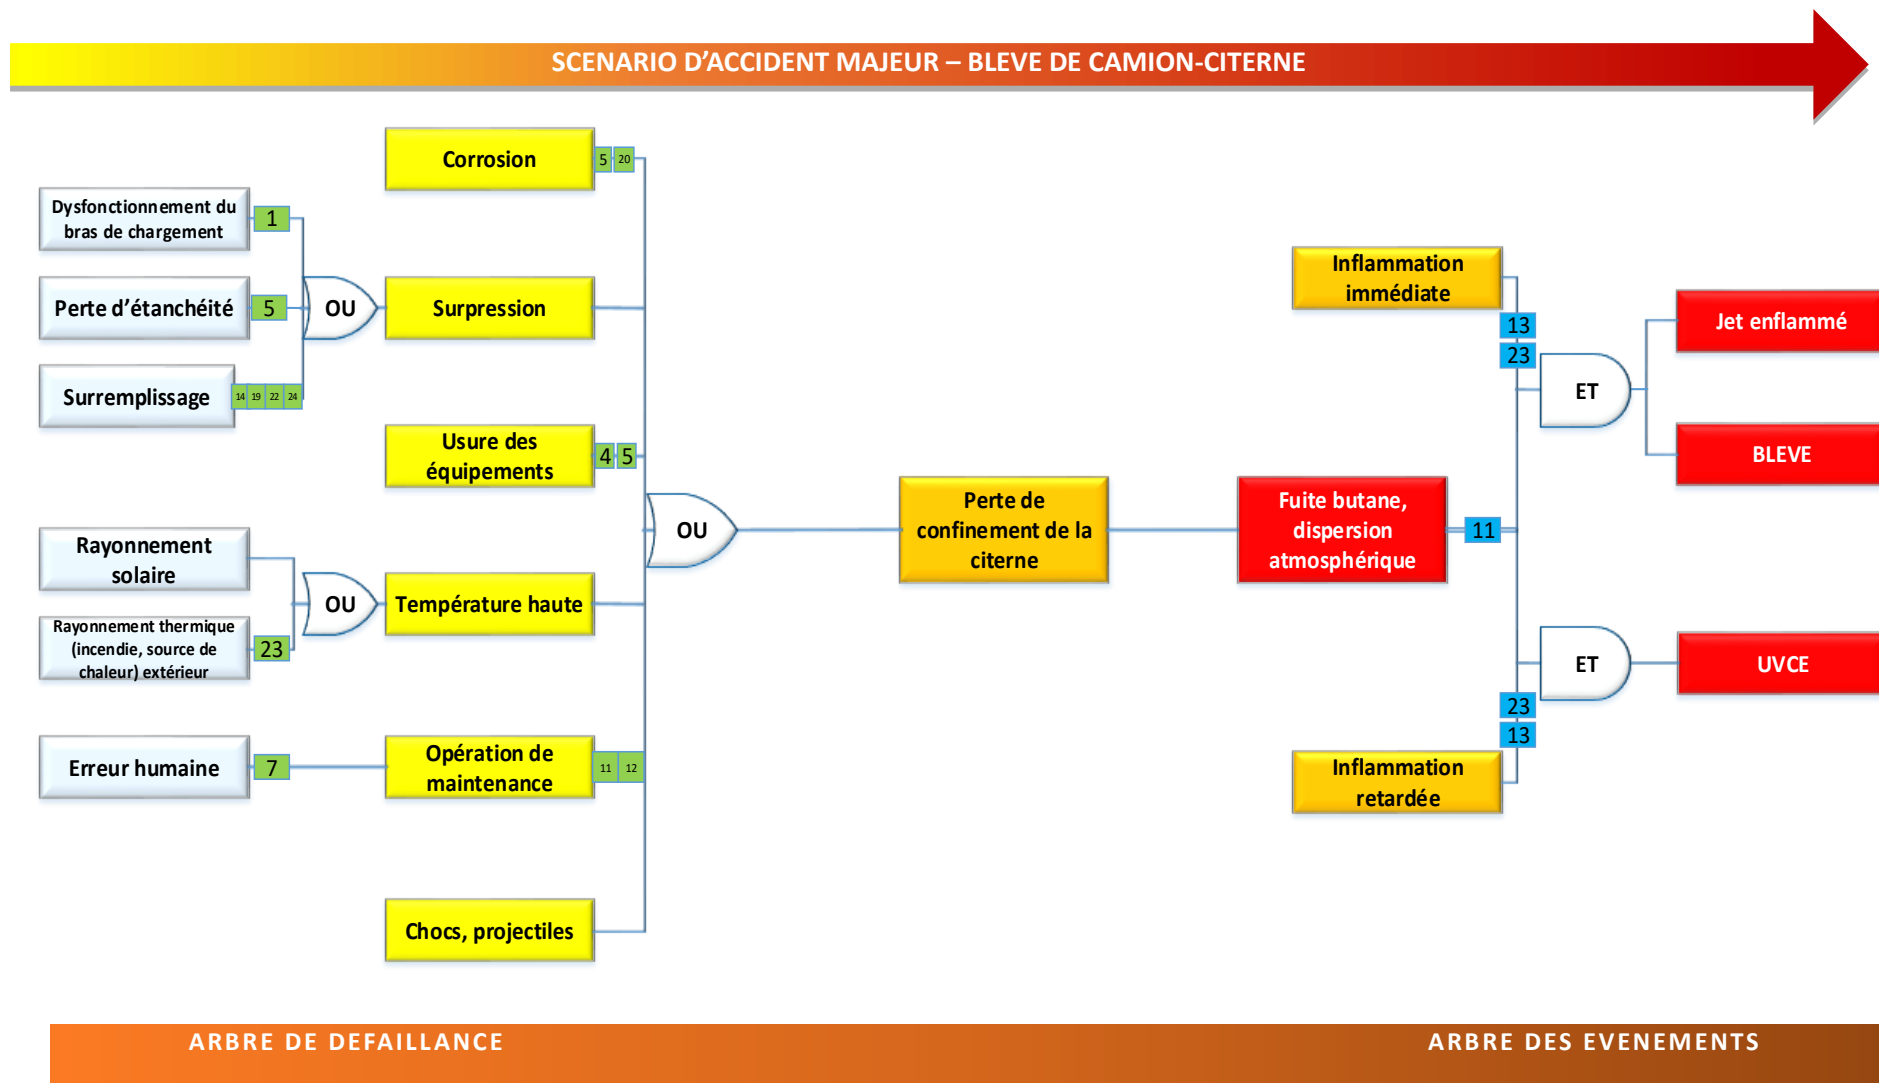 SCENARIO D'ACCIDENT MAJEUR – BLEVE DE CAMION-CITERNE
Corrosion
5
20
Dysfonctionnement du
bras de chargement
1
Perte d'étanchéité
5
OU
Surpression
Surremplissage
14
19
22
24
Usure des
équipements
4
5
Rayonnement
solaire
OU
Température haute
Rayonnement thermique
(incendie, source de
chaleur) extérieur
23
Erreur humaine
7
Opération de
maintenance
11
12
Chocs, projectiles
OU
Perte de
confinement de la
citerne
Fuite butane,
dispersion
atmosphérique
11
Inflammation
immédiate
13
23
ET
Jet enflammé
BLEVE
ET
UVCE
23
13
Inflammation
retardée
ARBRE DE DEFAILLANCE
ARBRE DES EVENEMENTS